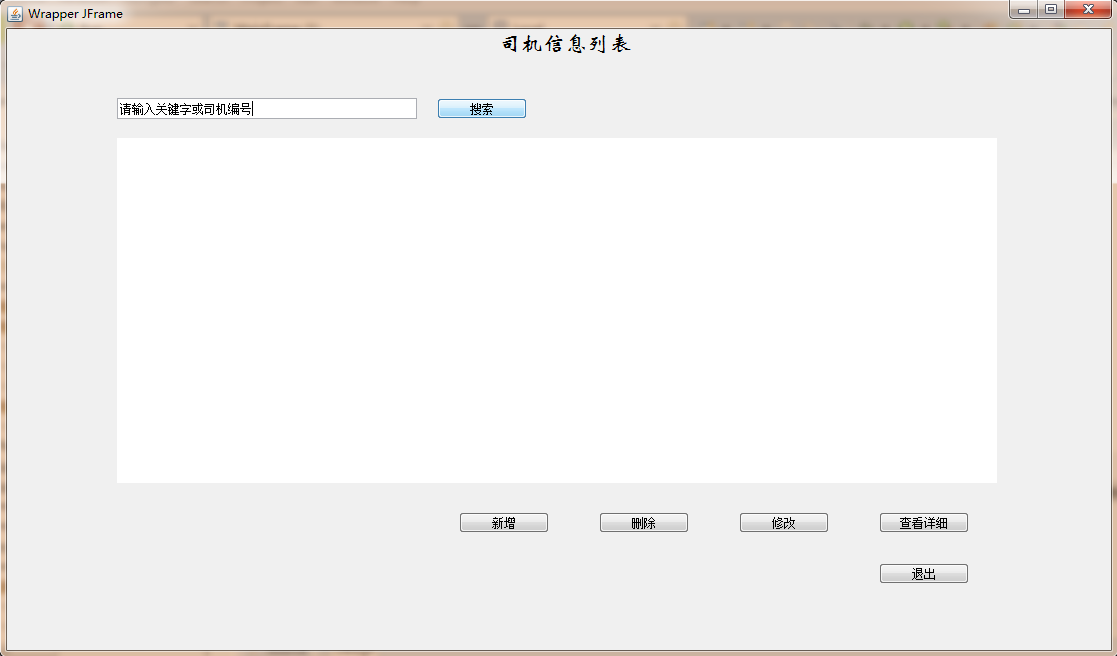 Wrapper JFrame
司机信息列表
请输入关键字或司机编号
搜索
新增
删除
修改
查看详细
退出